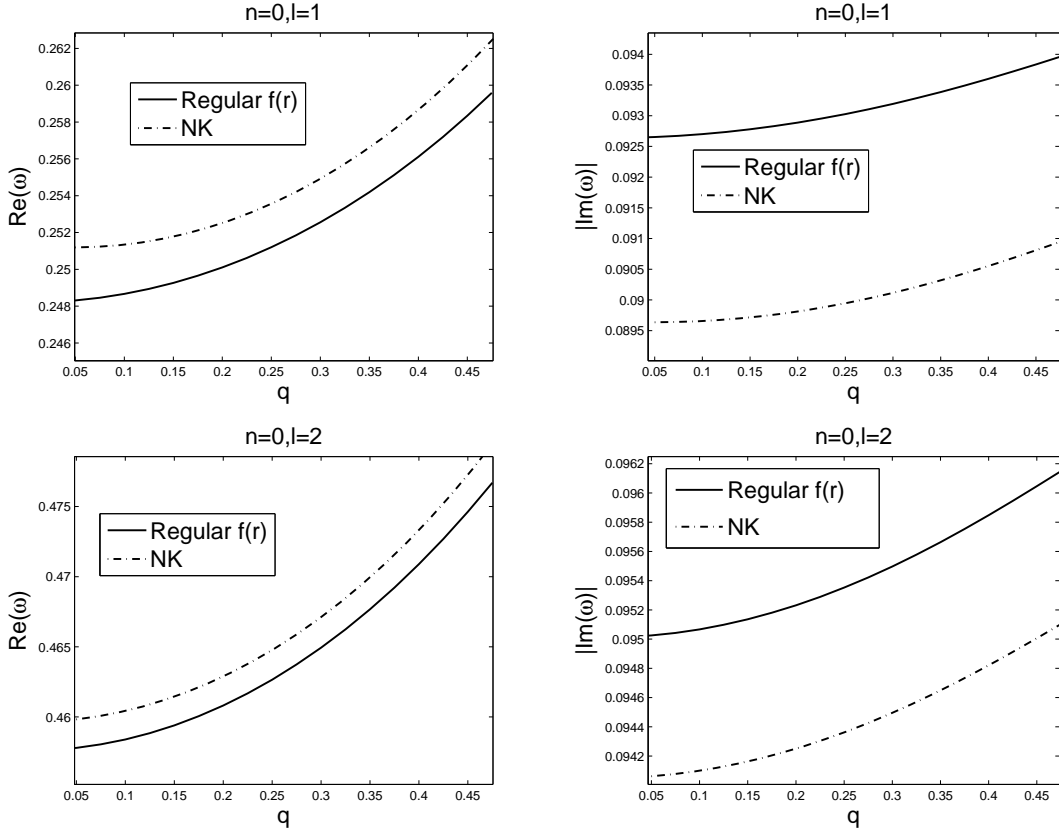 n=0,l=1
Re(ω)
0.262
0.26
0.258
0.256
0.254
0.252
0.25
0.248
0.246
Regular f(r)
NK
0.05 0.1 0.15 0.2 0.25 0.3 0.35 0.4 0.45
q
n=0,l=1
|Im(ω)|
0.094
0.0935
0.093
0.0925
0.092
0.0915
0.091
0.0905
0.09
0.0895
Regular f(r)
NK
0.05 0.1 0.15 0.2 0.25 0.3 0.35 0.4 0.45
q
n=0,l=2
Re(ω)
0.475
0.47
0.465
0.46
Regular f(r)
NK
0.05 0.1 0.15 0.2 0.25 0.3 0.35 0.4 0.45
q
n=0,l=2
|Im(ω)|
0.0962
0.096
0.0958
0.0956
0.0954
0.0952
0.095
0.0948
0.0946
0.0944
0.0942
Regular f(r)
NK
0.05 0.1 0.15 0.2 0.25 0.3 0.35 0.4 0.45
q